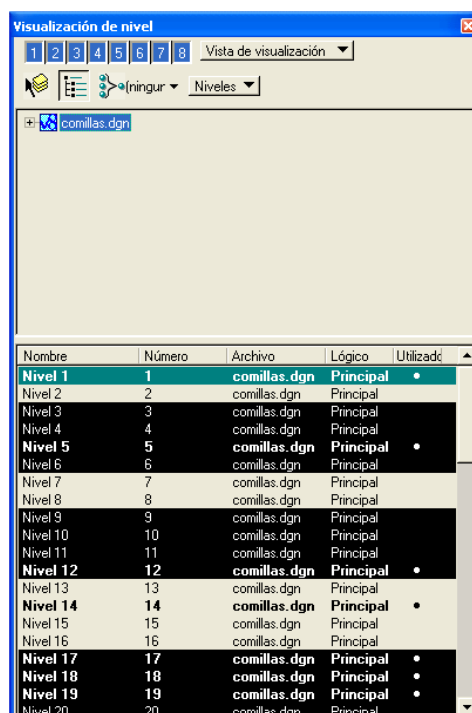 Visualización de nivel
1 2 3 4 5 6 7 8 Vista de visualización
(ningur Niveles
comillas.dgn
Nombre Número Archivo Lógico Utilizado
Nivel 1 1 comillas.dgn Principal
Nivel 2 2 comillas.dgn Principal
Nivel 3 3 comillas.dgn Principal
Nivel 4 4 comillas.dgn Principal
Nivel 5 5 comillas.dgn Principal
Nivel 6 6 comillas.dgn Principal
Nivel 7 7 comillas.dgn Principal
Nivel 8 8 comillas.dgn Principal
Nivel 9 9 comillas.dgn Principal
Nivel 10 10 comillas.dgn Principal
Nivel 11 11 comillas.dgn Principal
Nivel 12 12 comillas.dgn Principal
Nivel 13 13 comillas.dgn Principal
Nivel 14 14 comillas.dgn Principal
Nivel 15 15 comillas.dgn Principal
Nivel 16 16 comillas.dgn Principal
Nivel 17 17 comillas.dgn Principal
Nivel 18 18 comillas.dgn Principal
Nivel 19 19 comillas.dgn Principal
Nivel 20 20 comillas.dgn Principal